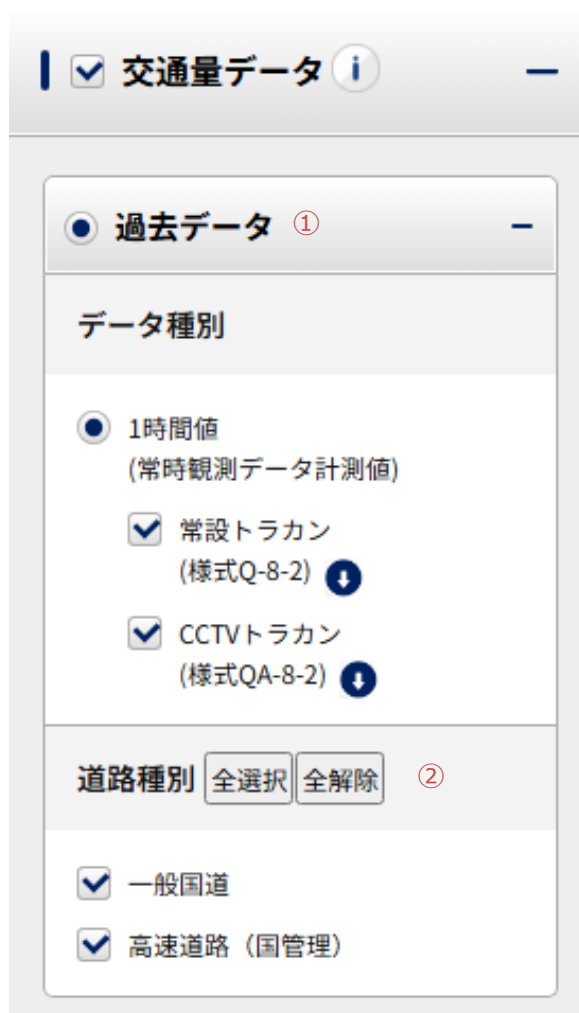 交通量データ i
過去データ ①
データ種別
1時間値
(常時観測データ計測値)
常設トラカン
(様式Q-8-2)
CCTVトラカン
(様式QA-8-2)
道路種別 全選択 全解除 ②
一般国道
高速道路（国管理）